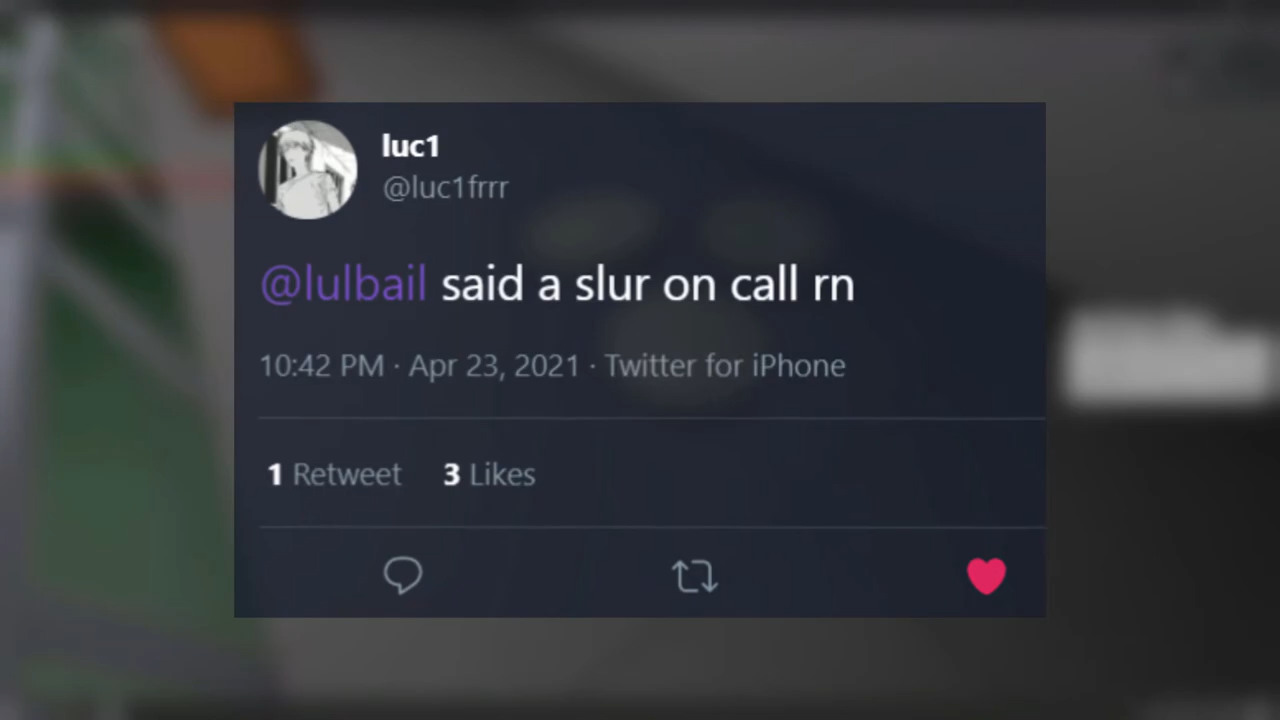 luc1
@luc1frrr
@lulbail said a slur on call rn
10:42 PM · Apr 23, 2021 · Twitter for iPhone
1 Retweet 3 Likes